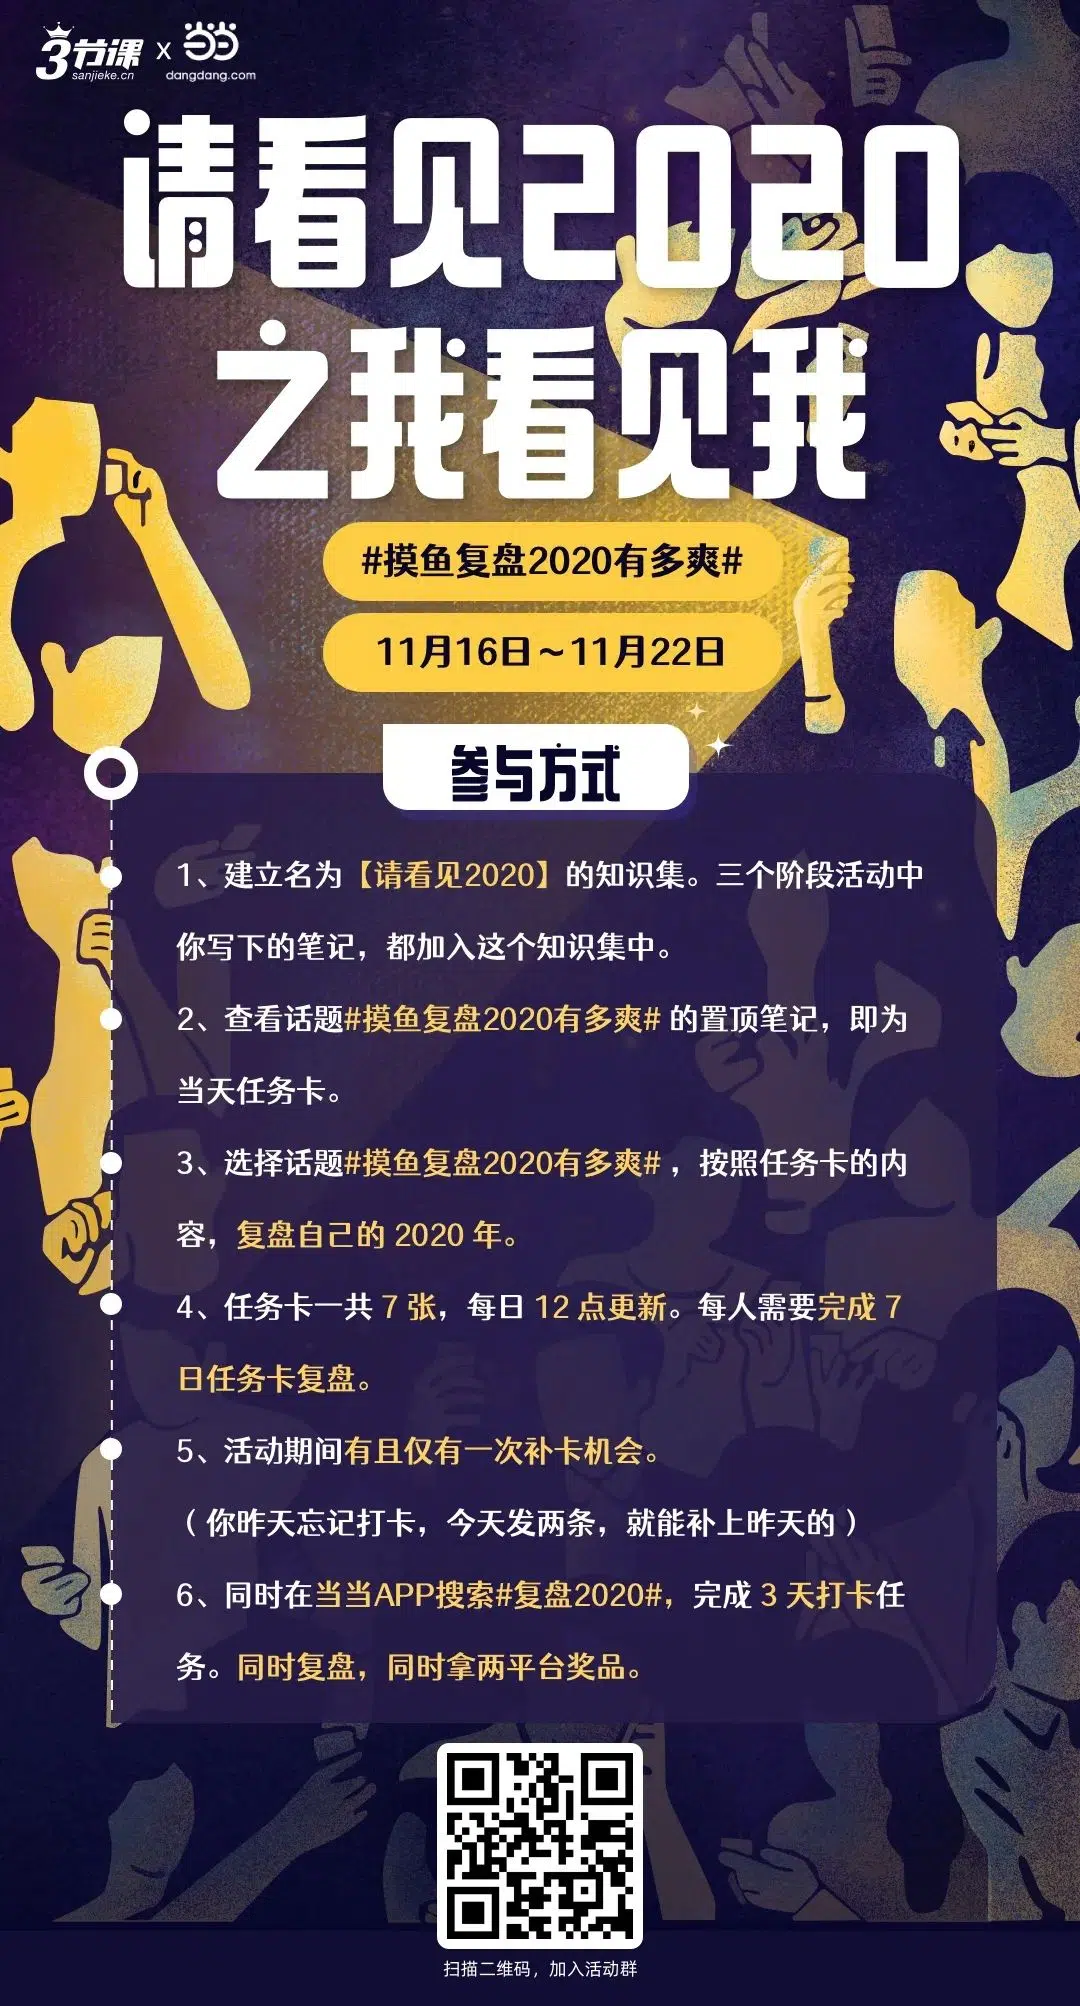 3节课 x 当当
sanjieke.cn dangdang.com
请看见2020
之我看见我
#摸鱼复盘2020有多爽#
11月16日～11月22日
参与方式
1、建立名为【请看见2020】的知识集。三个阶段活动中
你写下的笔记，都加入这个知识集中。
2、查看话题#摸鱼复盘2020有多爽# 的置顶笔记，即为
当天任务卡。
3、选择话题#摸鱼复盘2020有多爽# ，按照任务卡的内
容，复盘自己的 2020 年。
4、任务卡一共 7 张，每日 12 点更新。每人需要完成 7
日任务卡复盘。
5、活动期间有且仅有一次补卡机会。
（你昨天忘记打卡，今天发两条，就能补上昨天的）
6、同时在当当APP搜索#复盘2020#，完成 3 天打卡任
务。同时复盘，同时拿两平台奖品。
扫描二维码，加入活动群